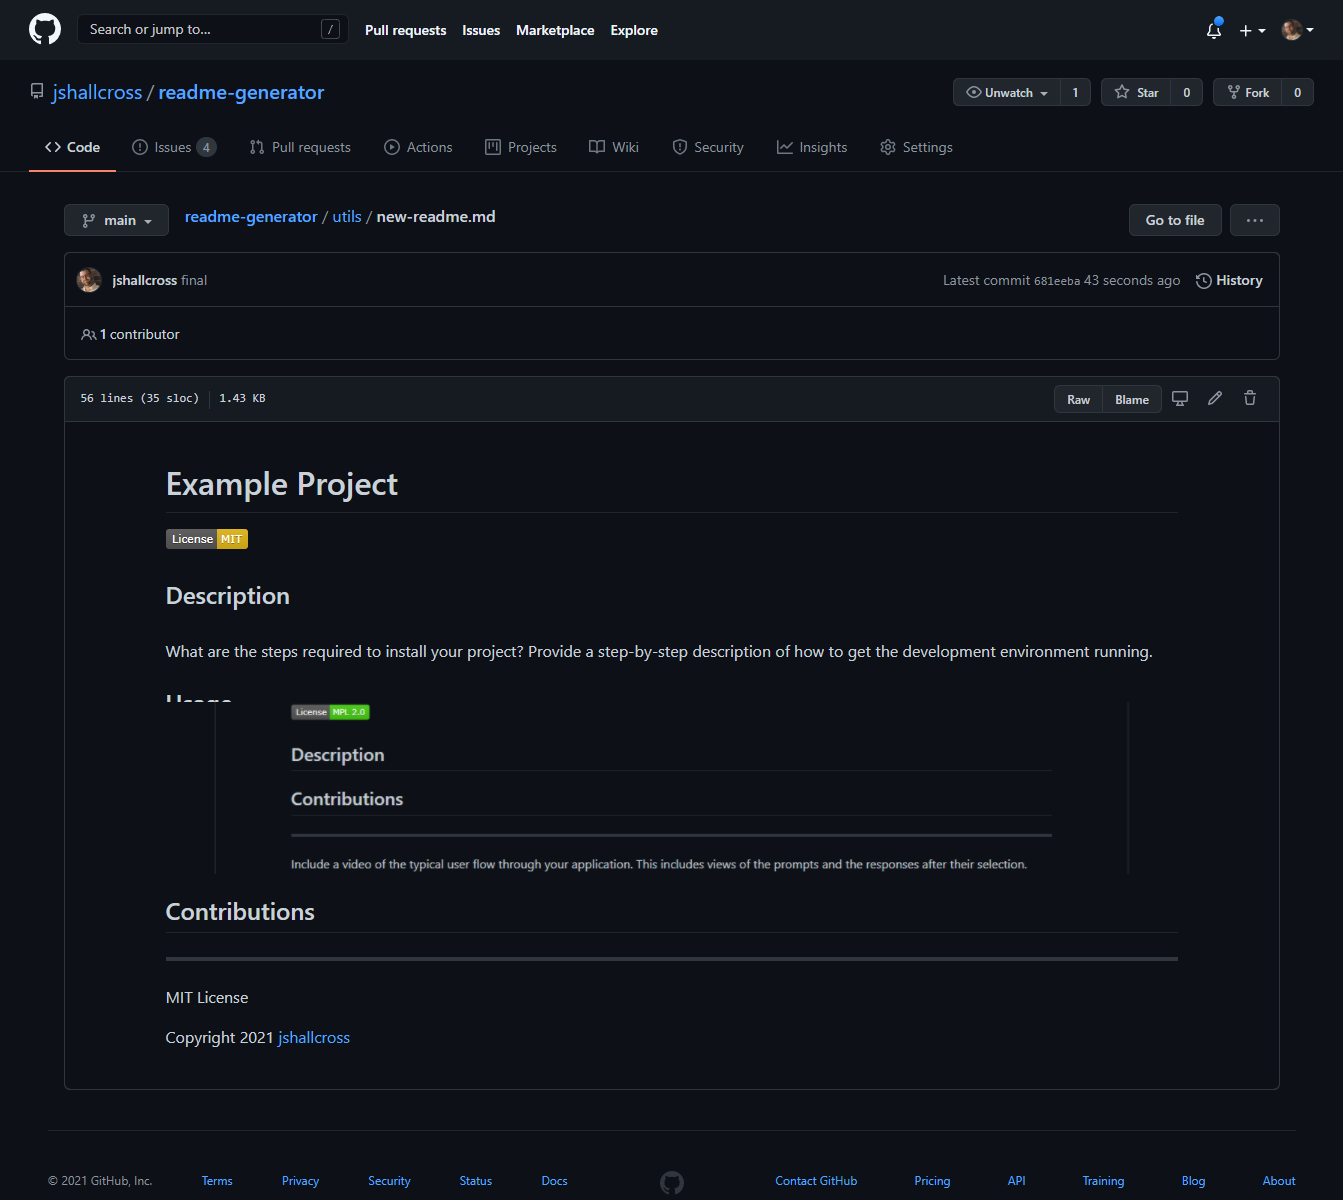 Search or jump to... /
Pull requests Issues Marketplace Explore
jshallcross / readme-generator
Unwatch 1 Star 0 Fork 0
Code Issues 4 Pull requests Actions Projects Wiki Security Insights Settings
main readme-generator / utils / new-readme.md Go to file ...
jshallcross final Latest commit 681eeba 43 seconds ago History
1 contributor
56 lines (35 sloc) 1.43 KB Raw Blame
Example Project
License MIT
Description
What are the steps required to install your project? Provide a step-by-step description of how to get the development environment running.
Usage
License MPL 2.0
Description
Contributions
Include a video of the typical user flow through your application. This includes views of the prompts and the responses after their selection.
Contributions
MIT License
Copyright 2021 jshallcross
© 2021 GitHub, Inc. Terms Privacy Security Status Docs Contact GitHub Pricing API Training Blog About